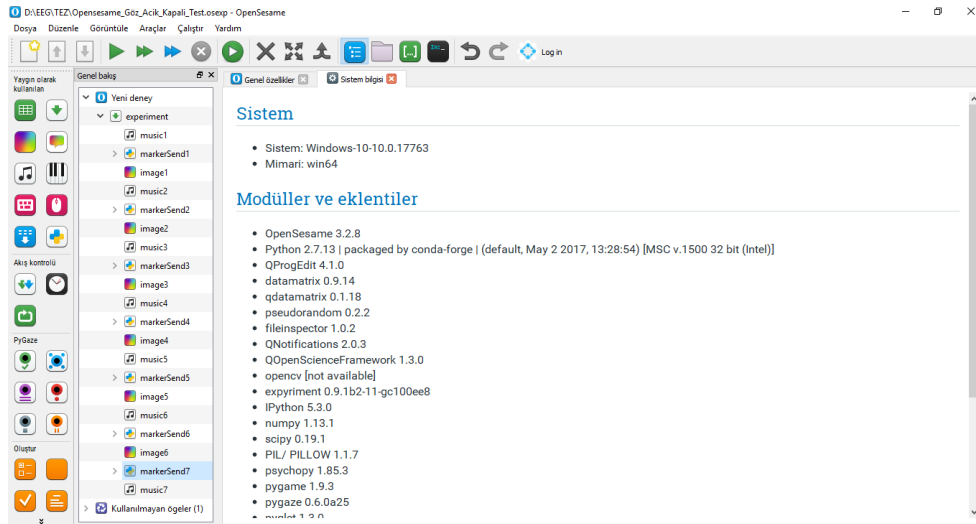 D:\EEG\TEZ\Opensesame_Göz_Acik_Kapali_Test.osexp - OpenSesame
Dosya Düzenle Görüntüle Araçlar Çalıştır Yardım
Log in
Yaygın olarak
kullanılan
Akış kontrolü
PyGaze
Oluştur
Genel bakış
Yeni deney
experiment
music1
markerSend1
image1
music2
markerSend2
image2
music3
markerSend3
image3
music4
markerSend4
image4
music5
markerSend5
image5
music6
markerSend6
image6
markerSend7
music7
Kullanılmayan ögeler (1)
Genel özellikler
Sistem bilgisi
Sistem
Sistem: Windows-10-10.0.17763
Mimari: win64
Modüller ve eklentiler
OpenSesame 3.2.8
Python 2.7.13 | packaged by conda-forge | (default, May 2 2017, 13:28:54) [MSC v.1500 32 bit (Intel)]
QProgEdit 4.1.0
datamatrix 0.9.14
qdatamatrix 0.1.18
pseudorandom 0.2.2
fileinspector 1.0.2
QNotifications 2.0.3
QOpenScienceFramework 1.3.0
opencv [not available]
expyriment 0.9.1b2-11-gc100ee8
IPython 5.3.0
numpy 1.13.1
scipy 0.19.1
PIL/ PILLOW 1.1.7
psychopy 1.85.3
pygame 1.9.3
pygaze 0.6.0a25
pyglet 1.3.0